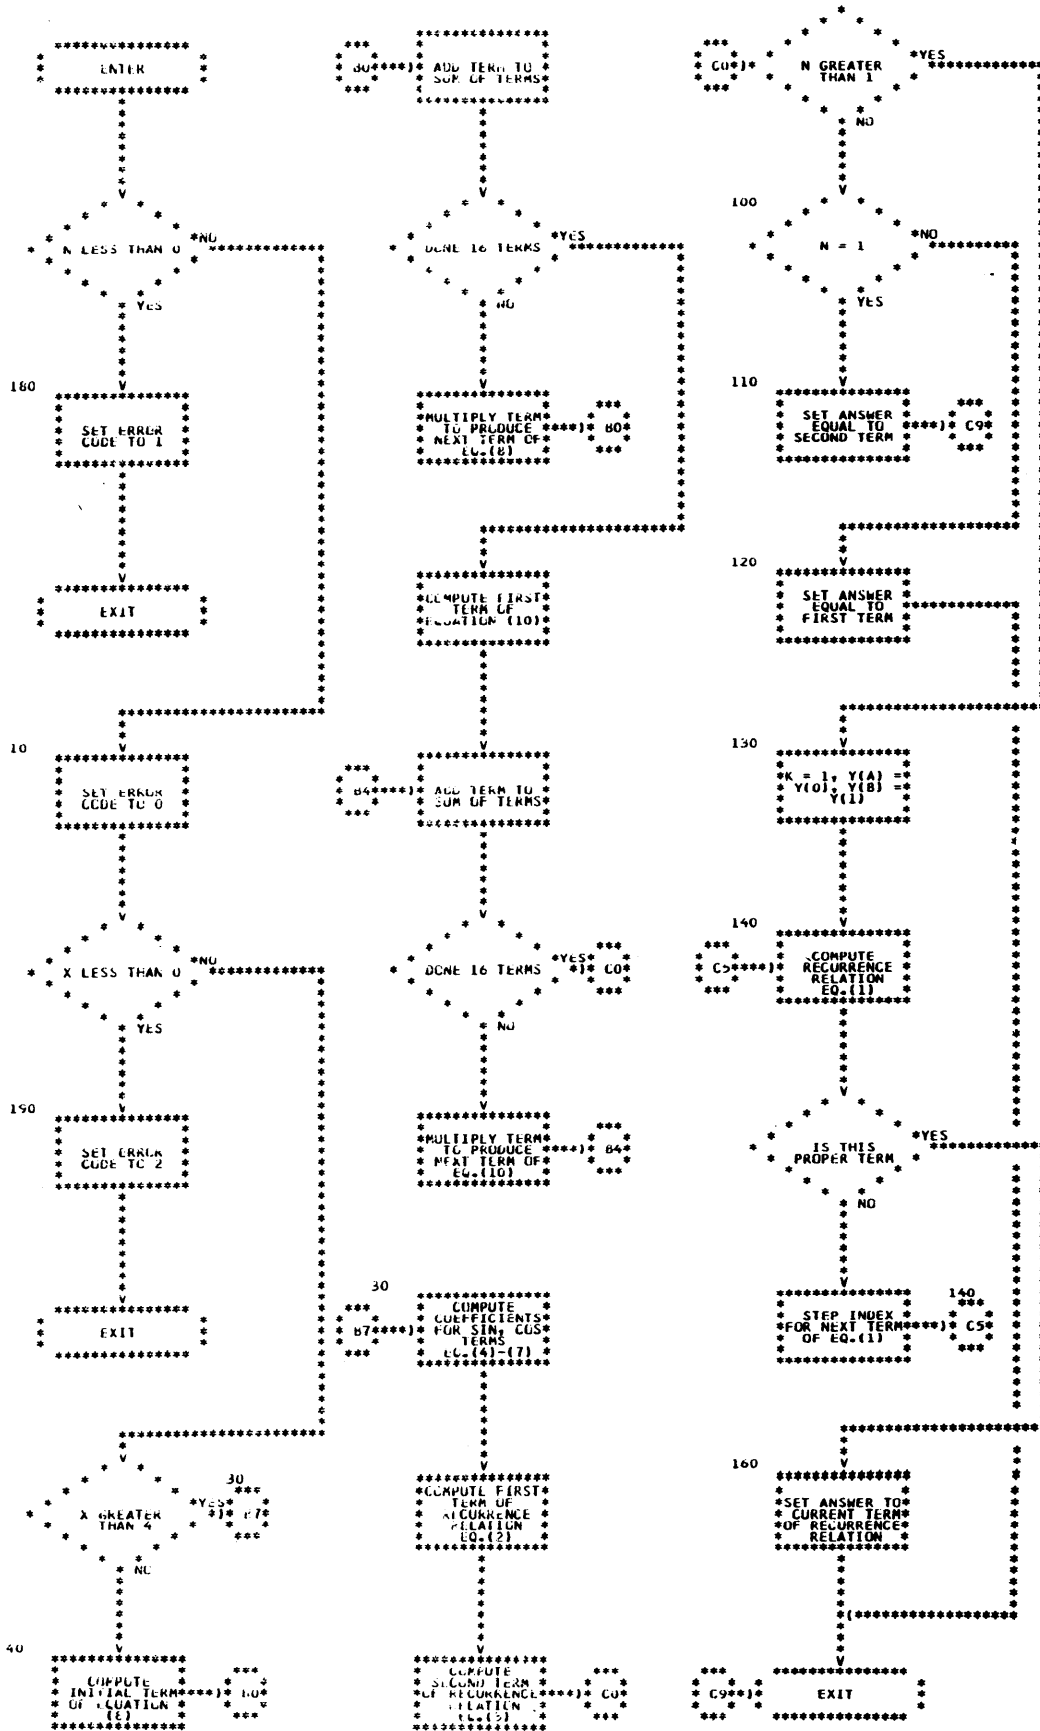 ENTER
N LESS THAN 0
NO
YES
180
SET ERROR
CODE TO 1
EXIT
10
SET ERROR
CODE TO 0
X LESS THAN 0
NO
YES
190
SET ERROR
CODE TO 2
EXIT
X GREATER
THAN 4
YES
30
B7
NO
40
COMPUTE
INITIAL TERM
OF EQUATION
(8)
B0
B0
ADD TERM TO
SUM OF TERMS
DONE 16 TERMS
YES
NO
MULTIPLY TERM
TO PRODUCE
NEXT TERM OF
EQ.(8)
B0
COMPUTE FIRST
TERM OF
EQUATION (10)
B4
ADD TERM TO
SUM OF TERMS
DONE 16 TERMS
YES
C0
NO
MULTIPLY TERM
TO PRODUCE
NEXT TERM OF
EQ.(10)
B4
30
B7
COMPUTE
COEFFICIENTS
FOR SIN, COS
TERMS
EQ.(4)-(7)
COMPUTE FIRST
TERM OF
RECURRENCE
RELATION
EQ.(2)
COMPUTE
SECOND TERM
OF RECURRENCE
RELATION
EQ.(3)
C0
C0
N GREATER
THAN 1
YES
NO
100
N = 1
NO
YES
110
SET ANSWER
EQUAL TO
SECOND TERM
C9
120
SET ANSWER
EQUAL TO
FIRST TERM
130
K = 1, Y(A) =
Y(0), Y(B) =
Y(1)
140
C5
COMPUTE
RECURRENCE
RELATION
EQ.(1)
IS THIS
PROPER TERM
YES
NO
STEP INDEX
FOR NEXT TERM
OF EQ.(1)
140
C5
160
SET ANSWER TO
CURRENT TERM
OF RECURRENCE
RELATION
C9
EXIT